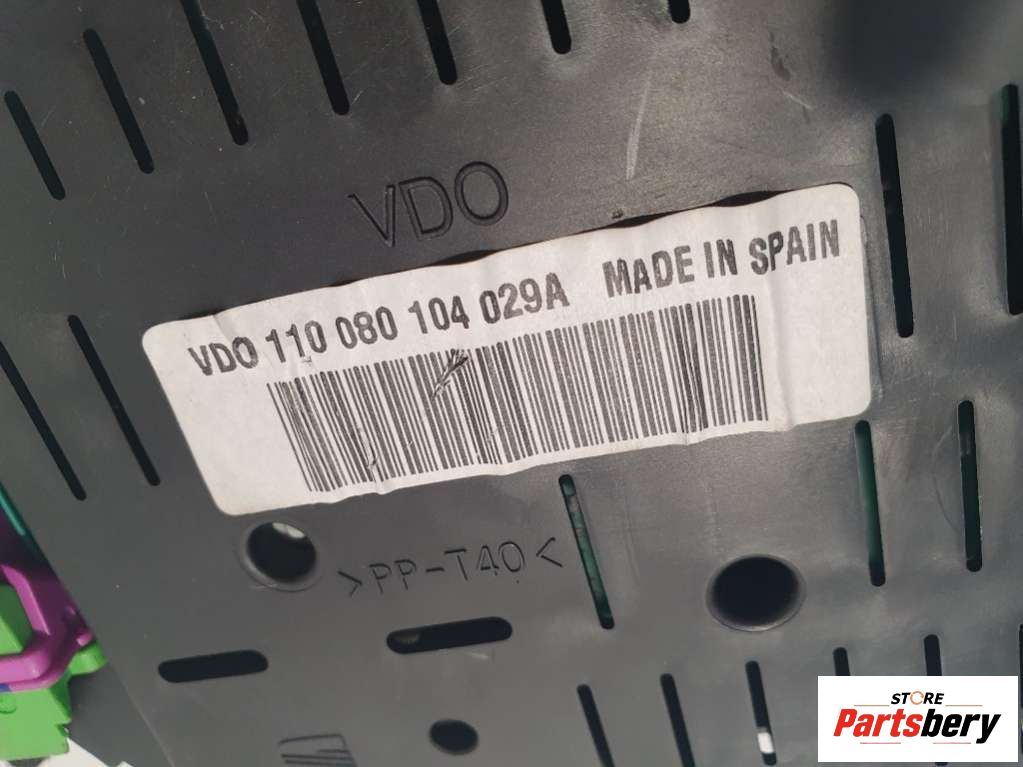 VDO
VDO 110 080 104 029A MADE IN SPAIN
>PP-T40<
STORE
Partsbery